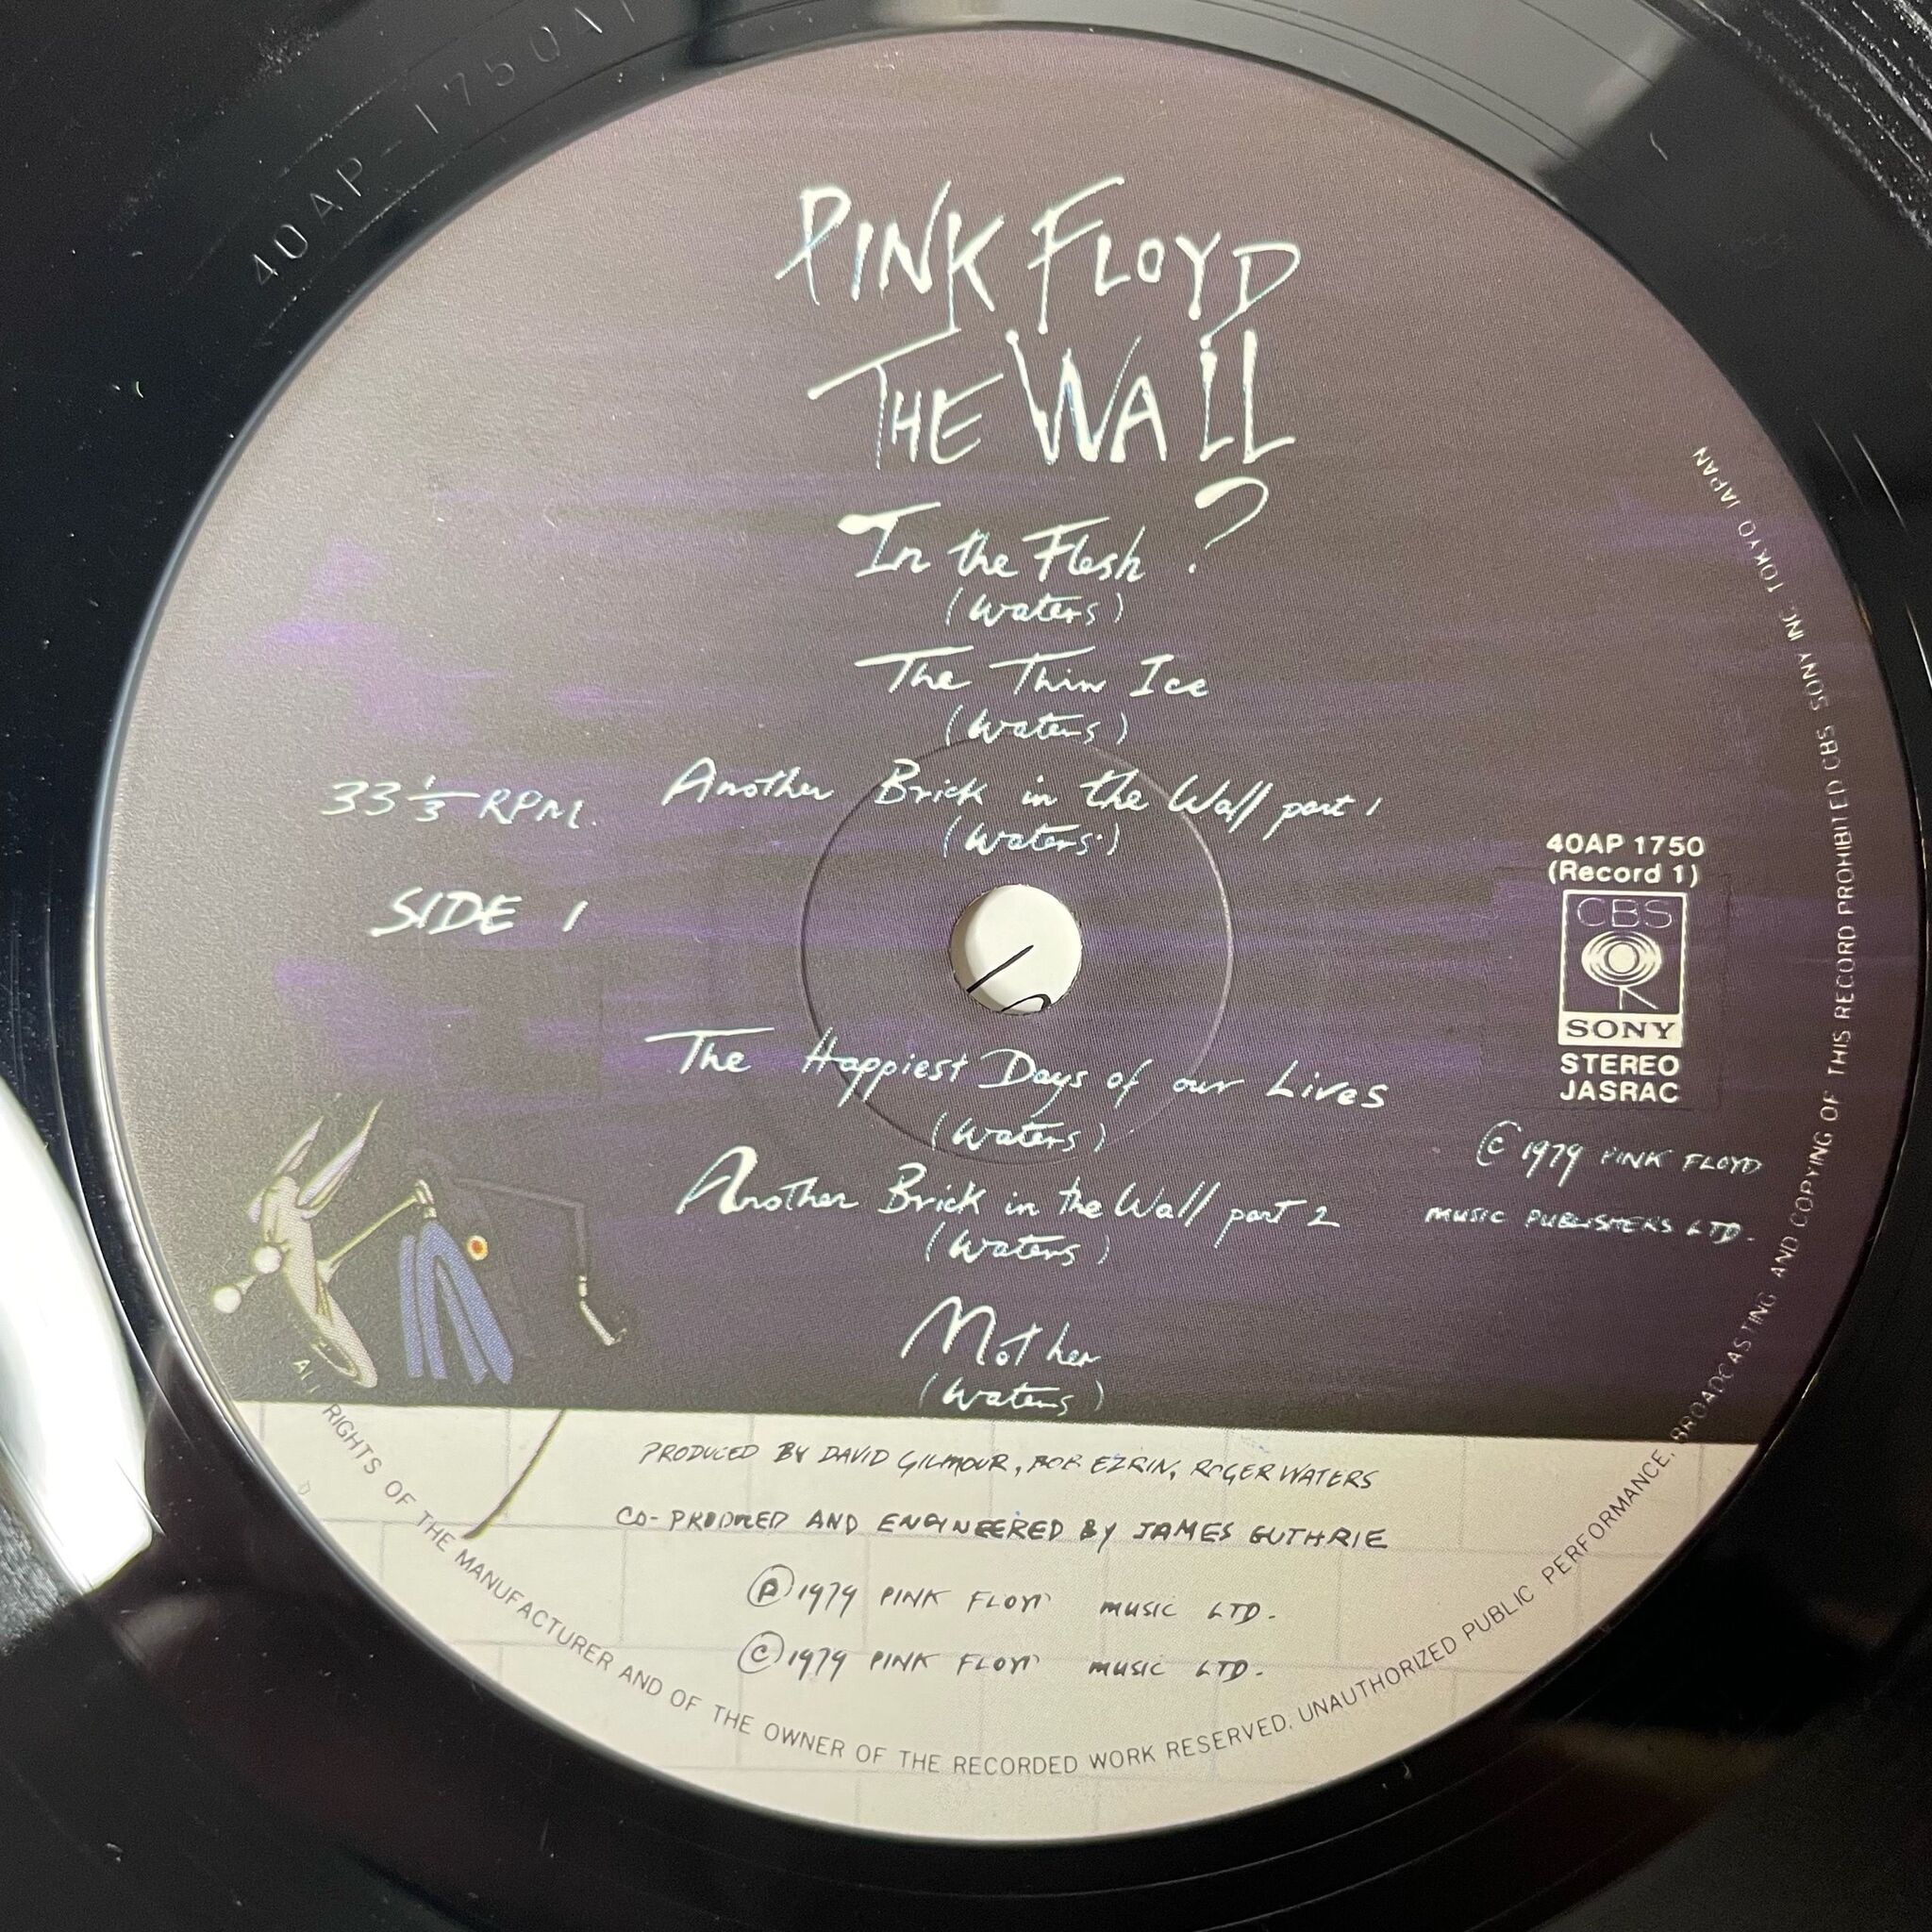 40AP-1750A1
PINK FLOYD
THE WALL
In the Flesh ?
(Waters)
The Thin Ice
(Waters)
33 1/3 RPM.
Another Brick in the Wall part 1
(Waters)
SIDE 1
40AP 1750
(Record 1)
CBS
SONY
STEREO
JASRAC
The Happiest Days of our Lives
(Waters)
© 1979 PINK FLOYD
MUSIC PUBLISHERS LTD.
Another Brick in the Wall part 2
(Waters)
Mother
(Waters)
PRODUCED BY DAVID GILMOUR, BOB EZRIN, ROGER WATERS
CO-PRODUCED AND ENGINEERED BY JAMES GUTHRIE
Ⓟ 1979 PINK FLOYD MUSIC LTD.
© 1979 PINK FLOYD MUSIC LTD.
ALL RIGHTS OF THE MANUFACTURER AND OF THE OWNER OF THE RECORDED WORK RESERVED. UNAUTHORIZED PUBLIC PERFORMANCE, BROADCASTING AND COPYING OF THIS RECORD PROHIBITED CBS SONY INC. TOKYO JAPAN